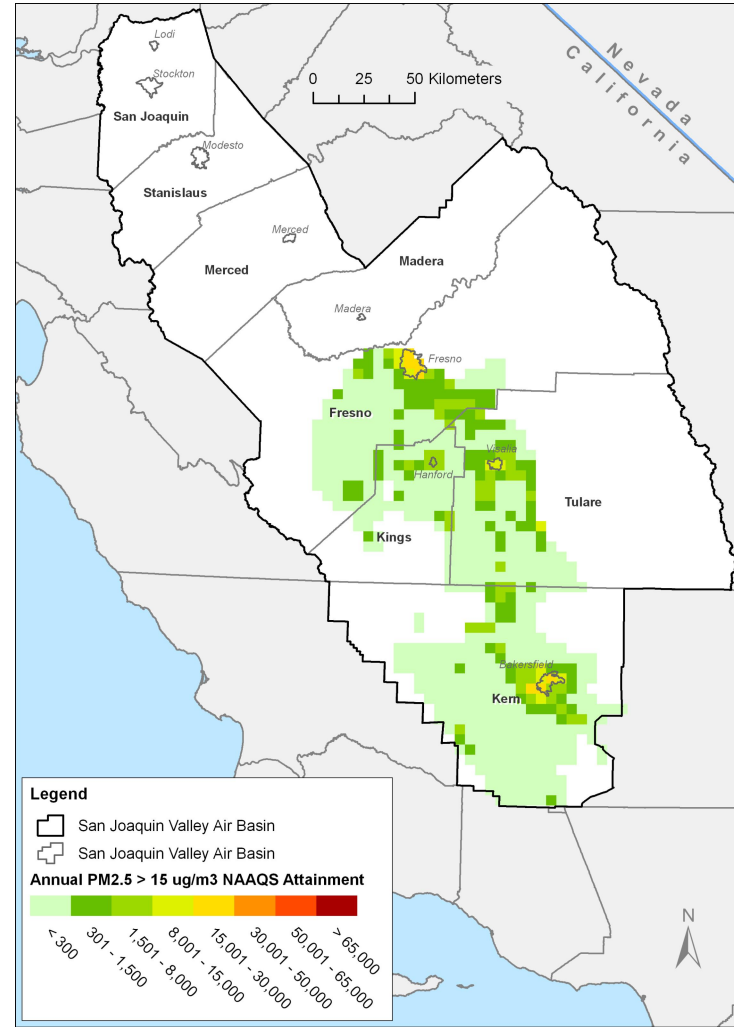 Lodi
Stockton
San Joaquin
Modesto
Stanislaus
Merced
Merced
Madera
Madera
0 25 50 Kilometers
Nevada
California
Fresno
Fresno
Visalia
Hanford
Tulare
Kings
Bakersfield
Kern
Legend
San Joaquin Valley Air Basin
San Joaquin Valley Air Basin
Annual PM2.5 > 15 ug/m3 NAAQS Attainment
< 300
301 - 1,500
1,501 - 8,000
8,001 - 15,000
15,001 - 30,000
30,001 - 50,000
50,001 - 65,000
> 65,000
N